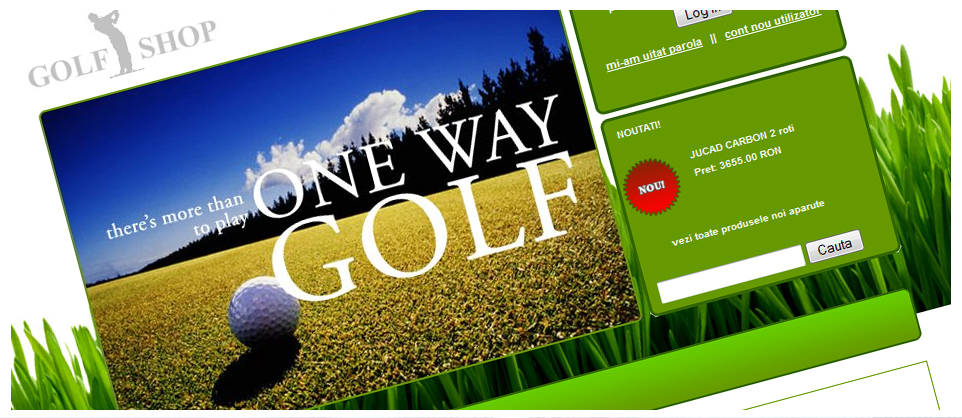 GOLF SHOP
there's more than
to play
ONE WAY
GOLF
Log in
mi-am uitat parola || cont nou utilizator
NOUTATI!
NOU!
JUCAD CARBON 2 roti
Pret: 3655.00 RON
vezi toate produsele noi aparute
Cauta